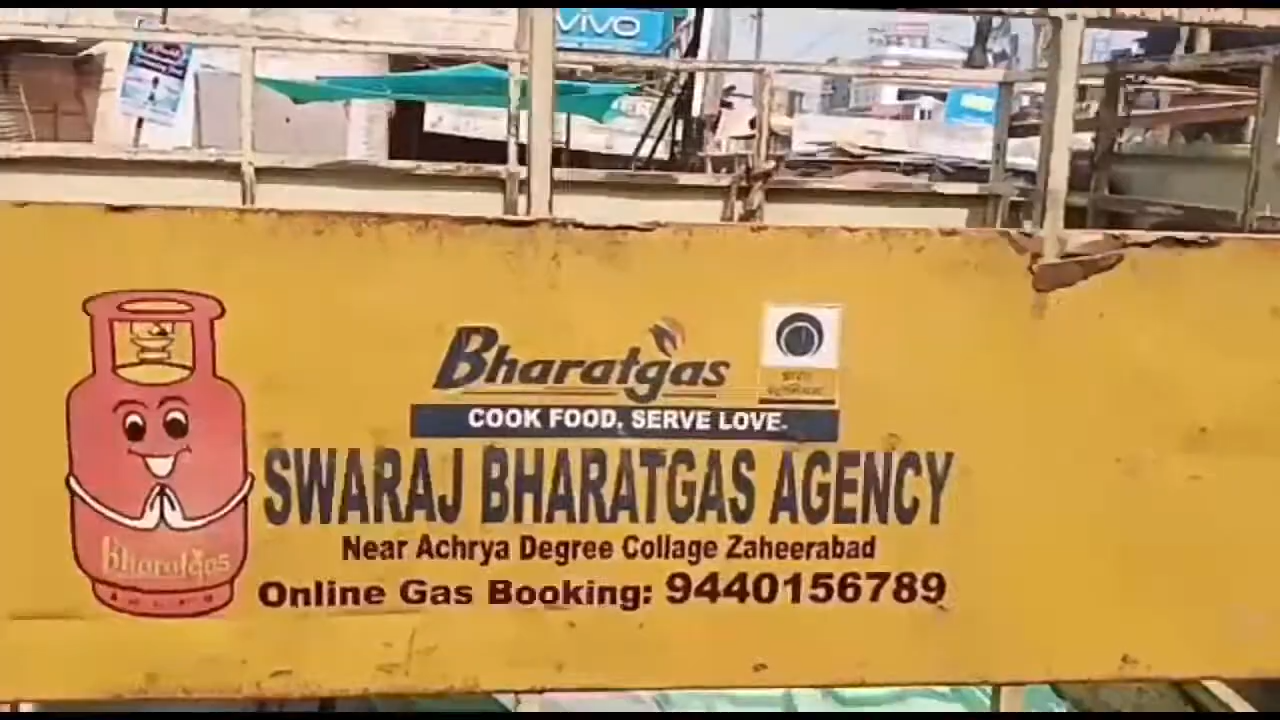 vivo
Bharatgas
COOK FOOD. SERVE LOVE.
SWARAJ BHARATGAS AGENCY
Near Achrya Degree Collage Zaheerabad
Online Gas Booking: 9440156789
Bharatgas